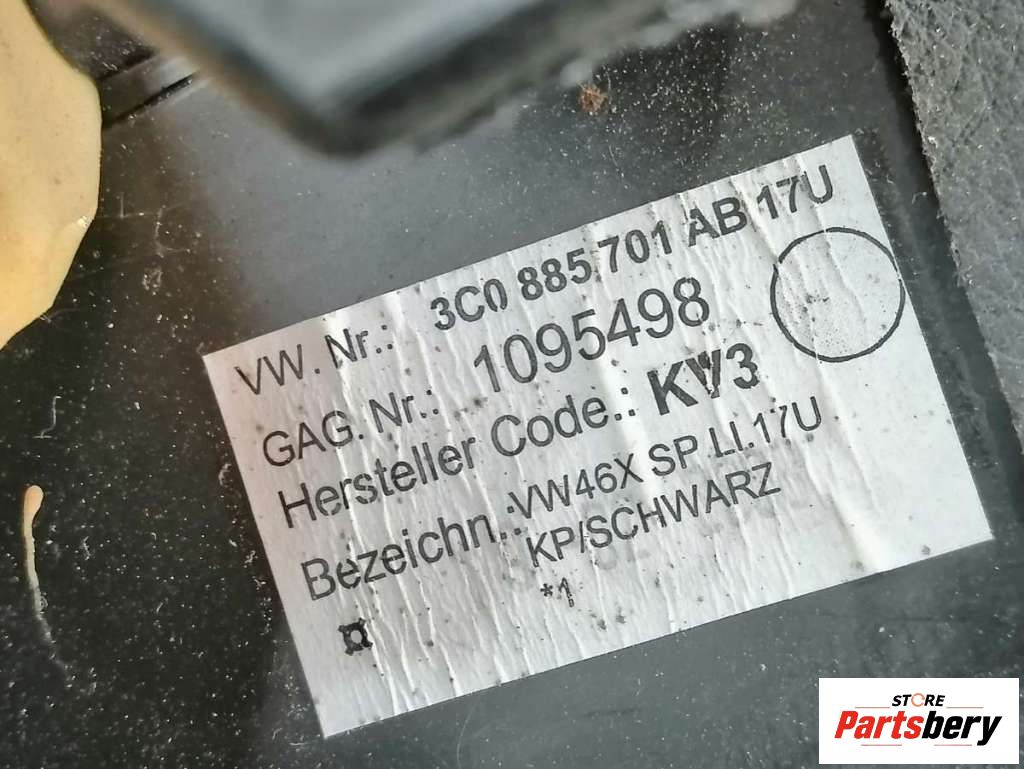 VW. Nr.: 3C0 885 701 AB 17U
GAG. Nr.: 1095498
Hersteller Code.: KV3
Bezeichn.: VW46X SP LI.17U
KP/SCHWARZ
*1
STORE
Partsbery